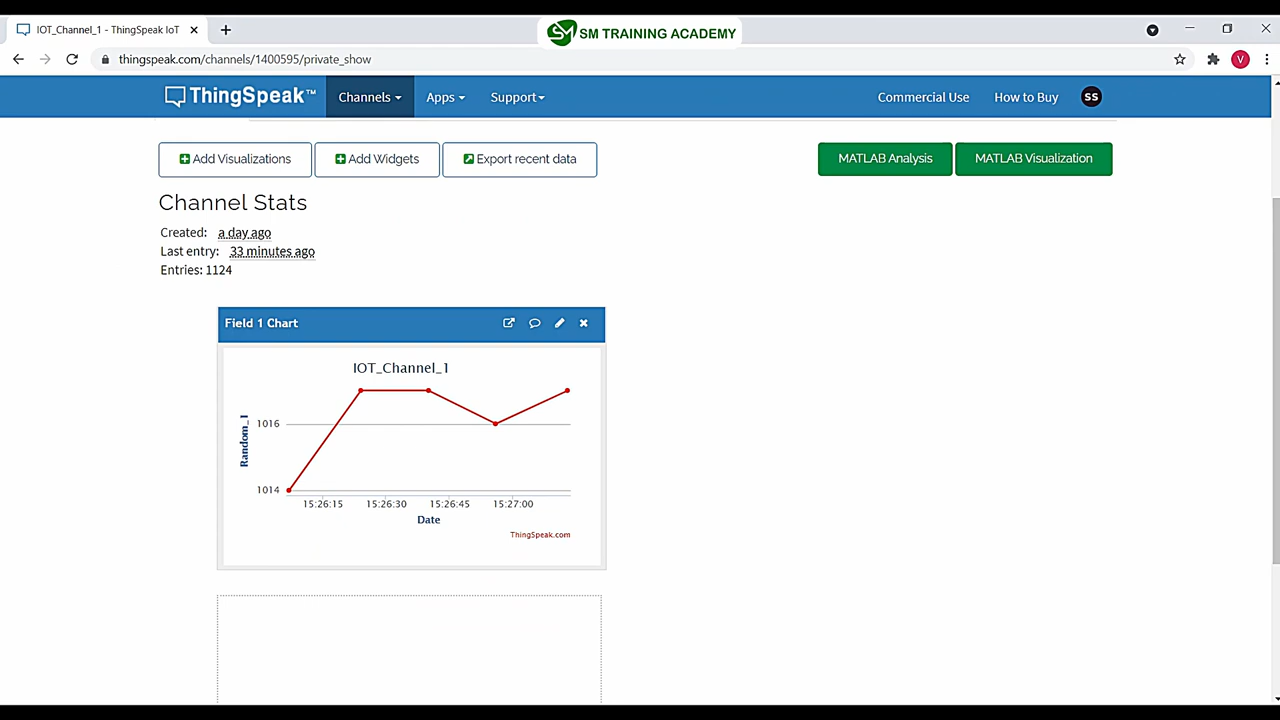 IOT_Channel_1 - ThingSpeak IoT
SM TRAINING ACADEMY
thingspeak.com/channels/1400595/private_show
V
ThingSpeak™
Channels
Apps
Support
Commercial Use
How to Buy
SS
Add Visualizations
Add Widgets
Export recent data
MATLAB Analysis
MATLAB Visualization
Channel Stats
Created: a day ago
Last entry: 33 minutes ago
Entries: 1124
Field 1 Chart
IOT_Channel_1
Random_1
1016
1014
15:26:15 15:26:30 15:26:45 15:27:00
Date
ThingSpeak.com